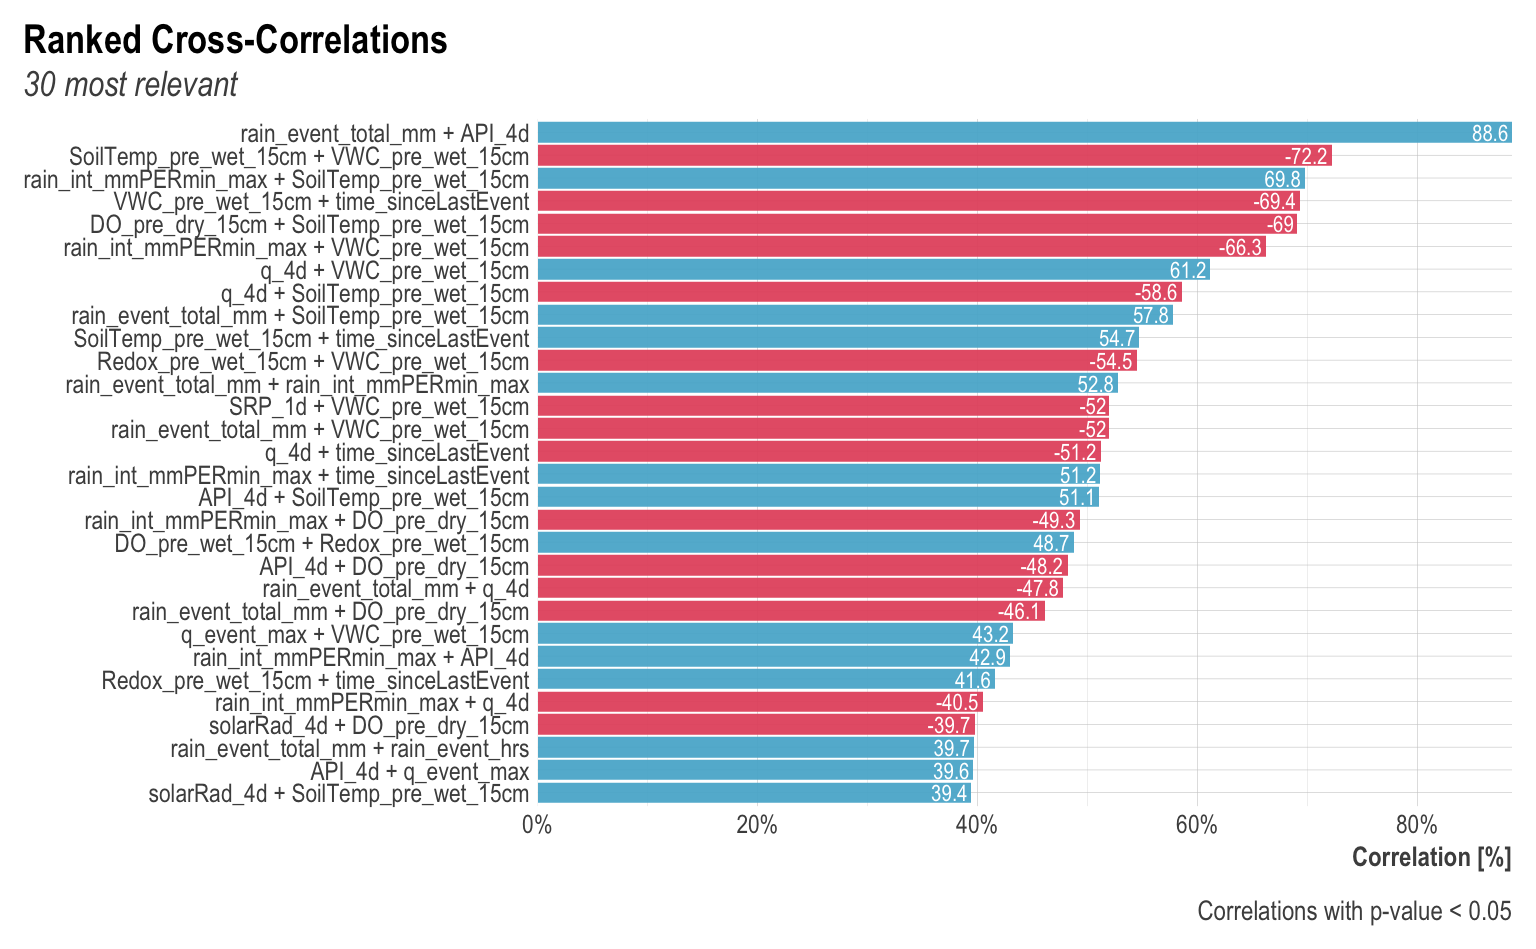 Ranked Cross-Correlations
30 most relevant
rain_event_total_mm + API_4d 88.6
SoilTemp_pre_wet_15cm + VWC_pre_wet_15cm -72.2
rain_int_mmPERmin_max + SoilTemp_pre_wet_15cm 69.8
VWC_pre_wet_15cm + time_sinceLastEvent -69.4
DO_pre_dry_15cm + SoilTemp_pre_wet_15cm -69
rain_int_mmPERmin_max + VWC_pre_wet_15cm -66.3
q_4d + VWC_pre_wet_15cm 61.2
q_4d + SoilTemp_pre_wet_15cm -58.6
rain_event_total_mm + SoilTemp_pre_wet_15cm 57.8
SoilTemp_pre_wet_15cm + time_sinceLastEvent 54.7
Redox_pre_wet_15cm + VWC_pre_wet_15cm -54.5
rain_event_total_mm + rain_int_mmPERmin_max 52.8
SRP_1d + VWC_pre_wet_15cm -52
rain_event_total_mm + VWC_pre_wet_15cm -52
q_4d + time_sinceLastEvent -51.2
rain_int_mmPERmin_max + time_sinceLastEvent 51.2
API_4d + SoilTemp_pre_wet_15cm 51.1
rain_int_mmPERmin_max + DO_pre_dry_15cm -49.3
DO_pre_wet_15cm + Redox_pre_wet_15cm 48.7
API_4d + DO_pre_dry_15cm -48.2
rain_event_total_mm + q_4d -47.8
rain_event_total_mm + DO_pre_dry_15cm -46.1
q_event_max + VWC_pre_wet_15cm 43.2
rain_int_mmPERmin_max + API_4d 42.9
Redox_pre_wet_15cm + time_sinceLastEvent 41.6
rain_int_mmPERmin_max + q_4d -40.5
solarRad_4d + DO_pre_dry_15cm -39.7
rain_event_total_mm + rain_event_hrs 39.7
API_4d + q_event_max 39.6
solarRad_4d + SoilTemp_pre_wet_15cm 39.4
0% 20% 40% 60% 80%
Correlation [%]
Correlations with p-value < 0.05